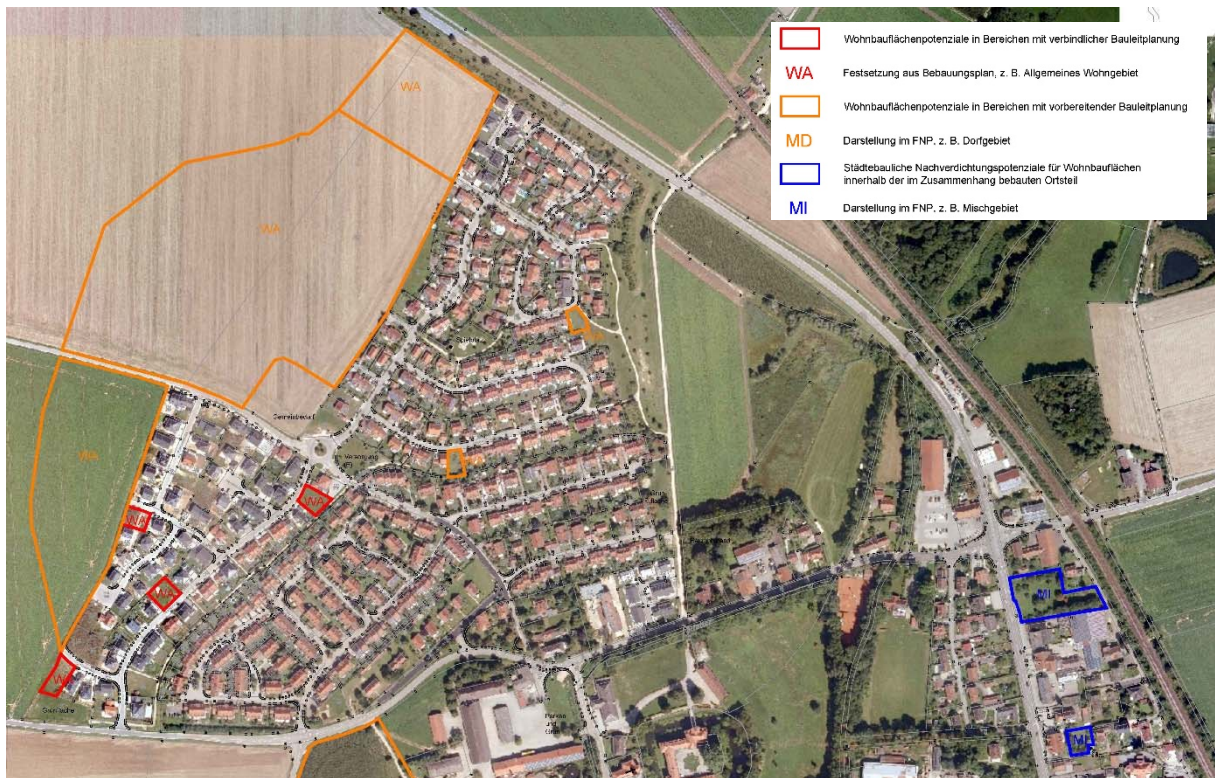 Wohnbauflächenpotenziale in Bereichen mit verbindlicher Bauleitplanung
WA
Festsetzung aus Bebauungsplan, z. B. Allgemeines Wohngebiet
Wohnbauflächenpotenziale in Bereichen mit vorbereitender Bauleitplanung
MD
Darstellung im FNP, z. B. Dorfgebiet
Städtebauliche Nachverdichtungspotenziale für Wohnbauflächen
innerhalb der im Zusammenhang bebauten Ortsteil
MI
Darstellung im FNP, z. B. Mischgebiet
WA
WA
WA
Gemeinbedarf
WA
WA
WA
MI
MI